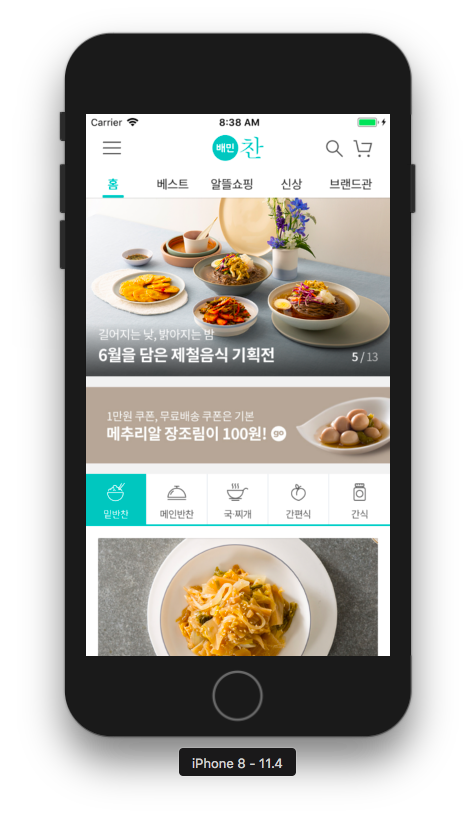 Carrier 8:38 AM
배민 찬
홈 베스트 알뜰쇼핑 신상 브랜드관
길어지는 낮, 밝아지는 밤
6월을 담은 제철음식 기획전 5 / 13
1만원 쿠폰, 무료배송 쿠폰은 기본
메추리알 장조림이 100원! go
밑반찬 메인반찬 국·찌개 간편식 간식
iPhone 8 - 11.4